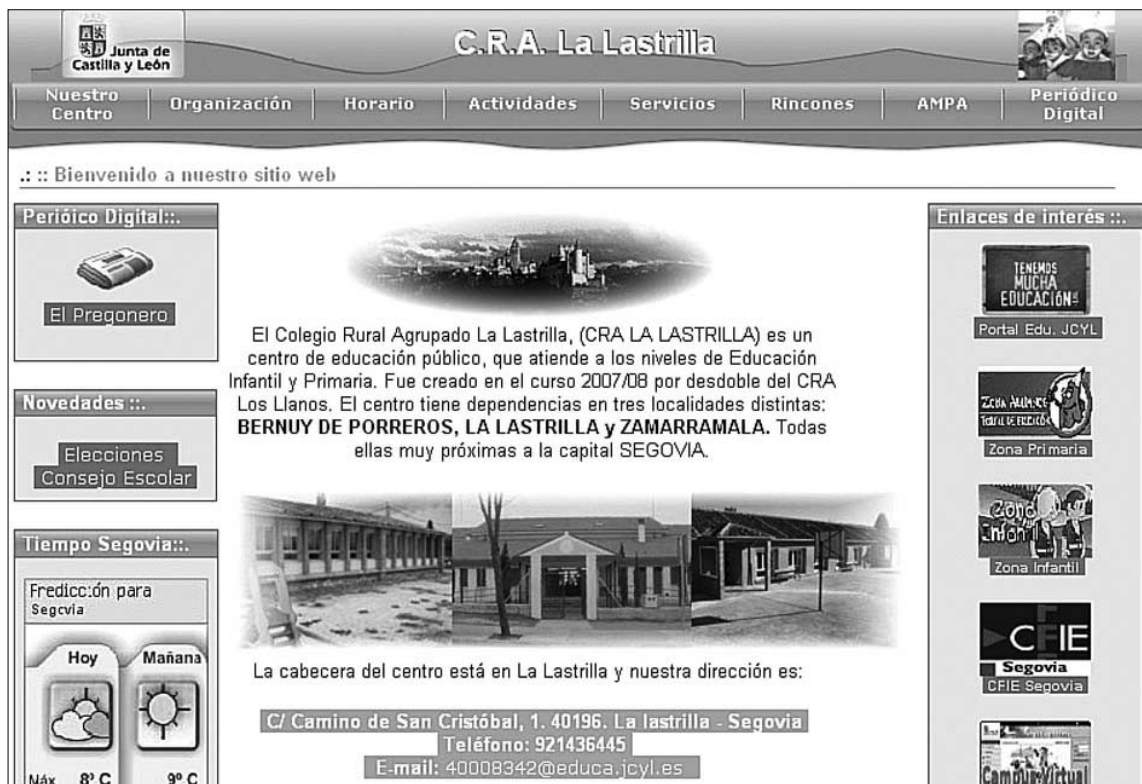 Junta de
Castilla y León
C.R.A. La Lastrilla
Nuestro Centro
Organización
Horario
Actividades
Servicios
Rincones
AMPA
Periódico Digital
.: :: Bienvenido a nuestro sitio web
Perióico Digital::.
El Pregonero
Novedades ::.
Elecciones
Consejo Escolar
Tiempo Segovia::.
Predicción para
Segovia
Hoy
Mañana
Máx 8º C 9º C
El Colegio Rural Agrupado La Lastrilla, (CRA LA LASTRILLA) es un
centro de educación público, que atiende a los niveles de Educación
Infantil y Primaria. Fue creado en el curso 2007/08 por desdoble del CRA
Los Llanos. El centro tiene dependencias en tres localidades distintas:
BERNUY DE PORREROS, LA LASTRILLA y ZAMARRAMALA. Todas
ellas muy próximas a la capital SEGOVIA.
La cabecera del centro está en La Lastrilla y nuestra dirección es:
C/ Camino de San Cristóbal, 1. 40196. La lastrilla - Segovia
Teléfono: 921436445
E-mail: 40008342@educa.jcyl.es
Enlaces de interés ::.
TENEMOS
MUCHA
EDUCACIÓN
Portal Edu. JCYL
Zona Primaria
Zona
Infantil
Zona Infantil
CFIE
Segovia
CFIE Segovia